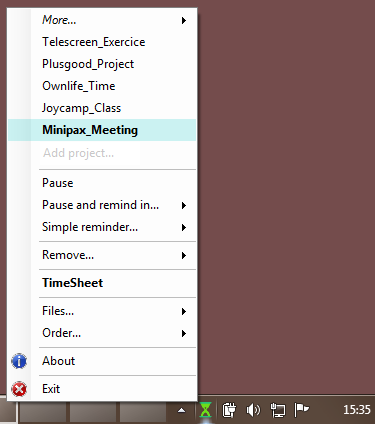 More...
Telescreen_Exercice
Plusgood_Project
Ownlife_Time
Joycamp_Class
Minipax_Meeting
Add project...
Pause
Pause and remind in...
Simple reminder...
Remove...
TimeSheet
Files...
Order...
About
Exit
15:35